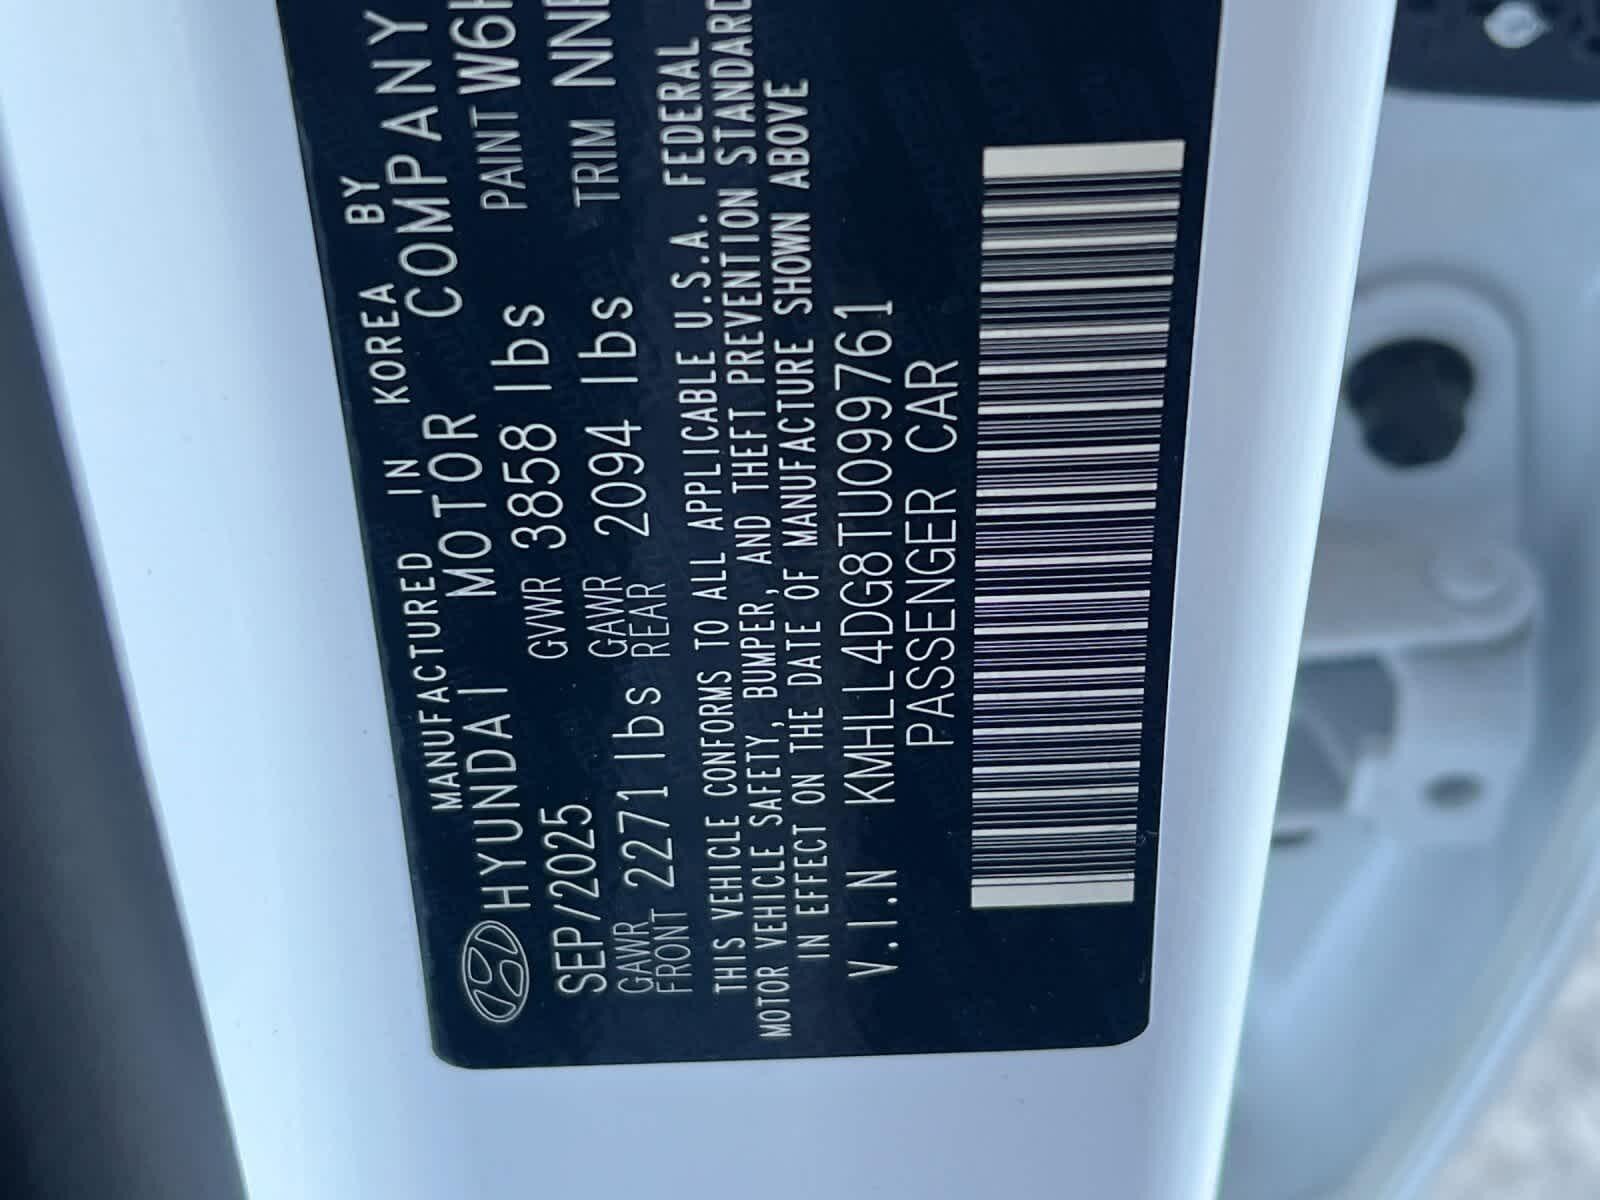 MANUFACTURED IN KOREA BY
HYUNDAI MOTOR COMPANY
SEP/2025 GVWR 3858 lbs PAINT
GAWR FRONT 2271 lbs GAWR REAR 2094 lbs TRIM
THIS VEHICLE CONFORMS TO ALL APPLICABLE U.S.A. FEDERAL
MOTOR VEHICLE SAFETY, BUMPER, AND THEFT PREVENTION STANDARD
IN EFFECT ON THE DATE OF MANUFACTURE SHOWN ABOVE
V.I.N KMHLL4DG8TU099761
PASSENGER CAR